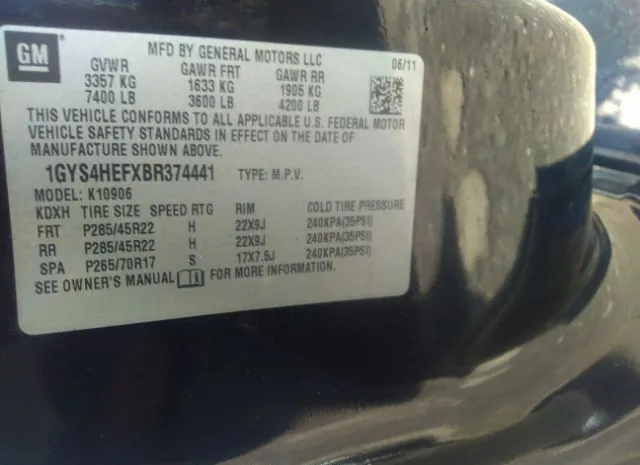 GM
MFD BY GENERAL MOTORS LLC
06/11
GVWR GAWR FRT GAWR RR
3357 KG 1633 KG 1905 KG
7400 LB 3600 LB 4200 LB
THIS VEHICLE CONFORMS TO ALL APPLICABLE U.S. FEDERAL MOTOR
VEHICLE SAFETY STANDARDS IN EFFECT ON THE DATE OF
MANUFACTURE SHOWN ABOVE.
1GYS4HEFXBR374441 TYPE: M.P.V.
MODEL: K10906
KDXH TIRE SIZE SPEED RTG RIM COLD TIRE PRESSURE
FRT P285/45R22 H 22X9J 240KPA(35PSI)
RR P285/45R22 H 22X9J 240KPA(35PSI)
SPA P265/70R17 S 17X7.5J 240KPA(35PSI)
SEE OWNER'S MANUAL FOR MORE INFORMATION.